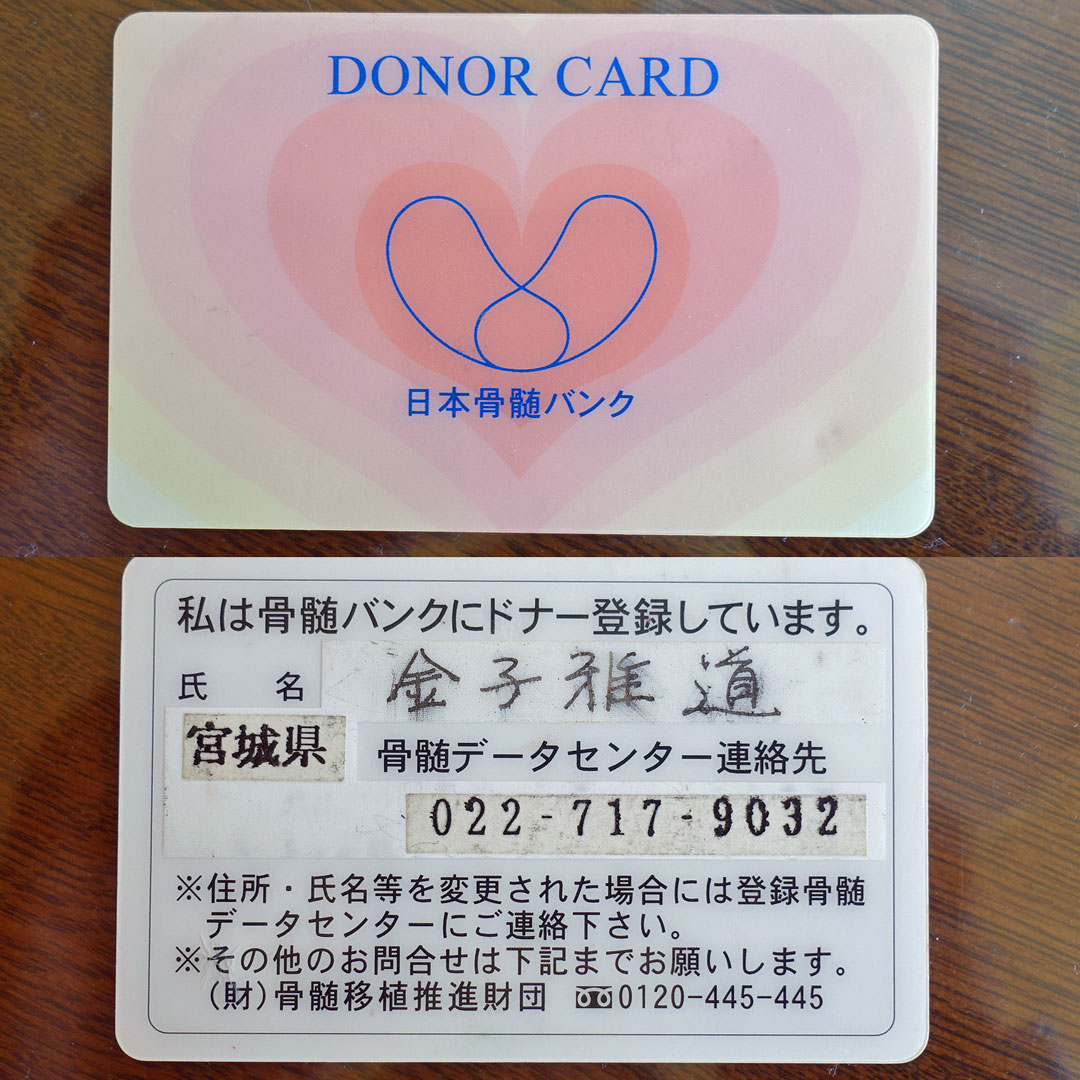 DONOR CARD
日本骨髄バンク
私は骨髄バンクにドナー登録しています。
氏 名 金子雅道
宮城県 骨髄データセンター連絡先
022-717-9032
※住所・氏名等を変更された場合には登録骨髄
データセンターにご連絡下さい。
※その他のお問合せは下記までお願いします。
(財)骨髄移植推進財団 0120-445-445